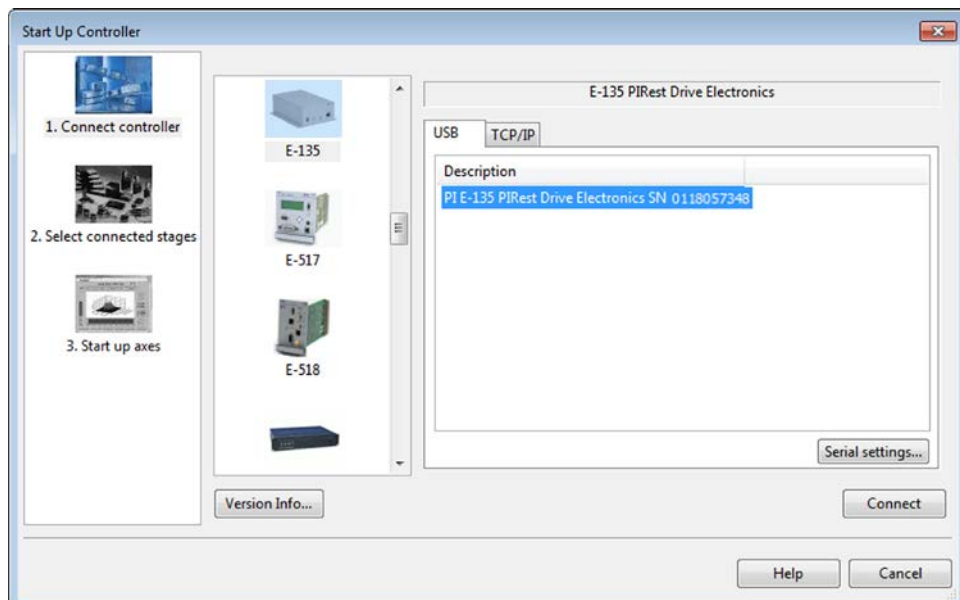 Start Up Controller
1. Connect controller
2. Select connected stages
3. Start up axes
E-135
E-517
E-518
E-135 PIRest Drive Electronics
USB
TCP/IP
Description
PI E-135 PIRest Drive Electronics SN 0118057348
Serial settings...
Version Info...
Connect
Help
Cancel